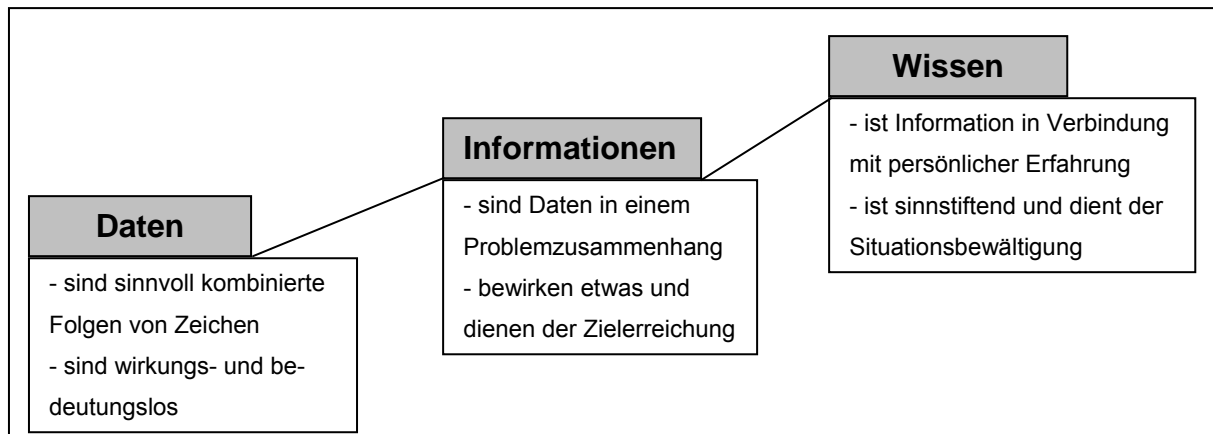 Daten
- sind sinnvoll kombinierte
Folgen von Zeichen
- sind wirkungs- und be-
deutungslos
Informationen
- sind Daten in einem
Problemzusammenhang
- bewirken etwas und
dienen der Zielerreichung
Wissen
- ist Information in Verbindung
mit persönlicher Erfahrung
- ist sinnstiftend und dient der
Situationsbewältigung